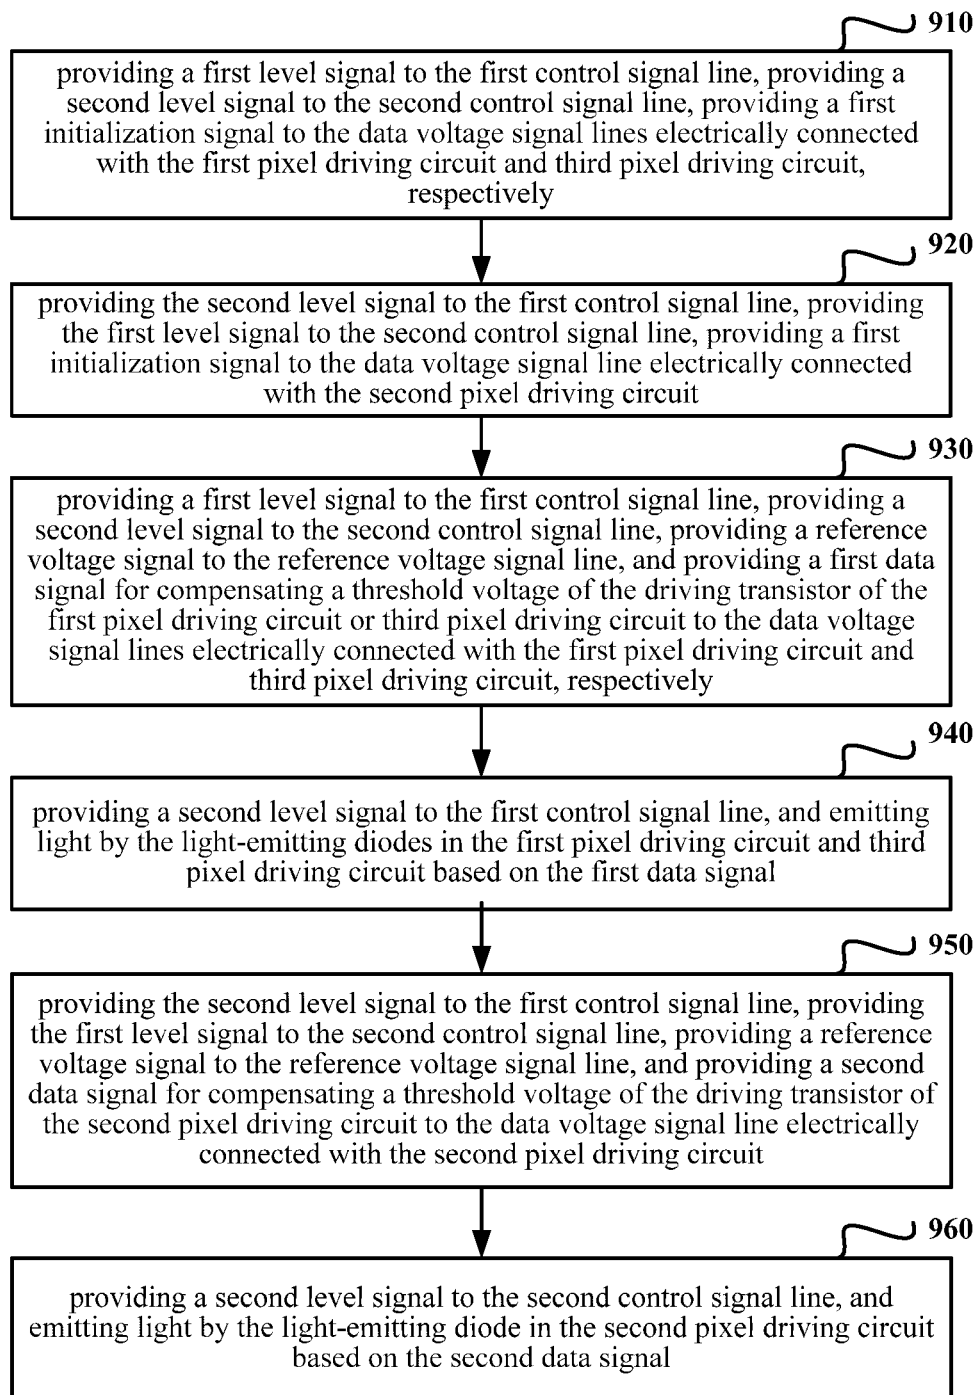 910
providing a first level signal to the first control signal line, providing a
second level signal to the second control signal line, providing a first
initialization signal to the data voltage signal lines electrically connected
with the first pixel driving circuit and third pixel driving circuit,
respectively
920
providing the second level signal to the first control signal line, providing
the first level signal to the second control signal line, providing a first
initialization signal to the data voltage signal line electrically connected
with the second pixel driving circuit
930
providing a first level signal to the first control signal line, providing a
second level signal to the second control signal line, providing a reference
voltage signal to the reference voltage signal line, and providing a first data
signal for compensating a threshold voltage of the driving transistor of the
first pixel driving circuit or third pixel driving circuit to the data voltage
signal lines electrically connected with the first pixel driving circuit and
third pixel driving circuit, respectively
940
providing a second level signal to the first control signal line, and emitting
light by the light-emitting diodes in the first pixel driving circuit and third
pixel driving circuit based on the first data signal
950
providing the second level signal to the first control signal line, providing
the first level signal to the second control signal line, providing a reference
voltage signal to the reference voltage signal line, and providing a second
data signal for compensating a threshold voltage of the driving transistor of
the second pixel driving circuit to the data voltage signal line electrically
connected with the second pixel driving circuit
960
providing a second level signal to the second control signal line, and
emitting light by the light-emitting diode in the second pixel driving circuit
based on the second data signal